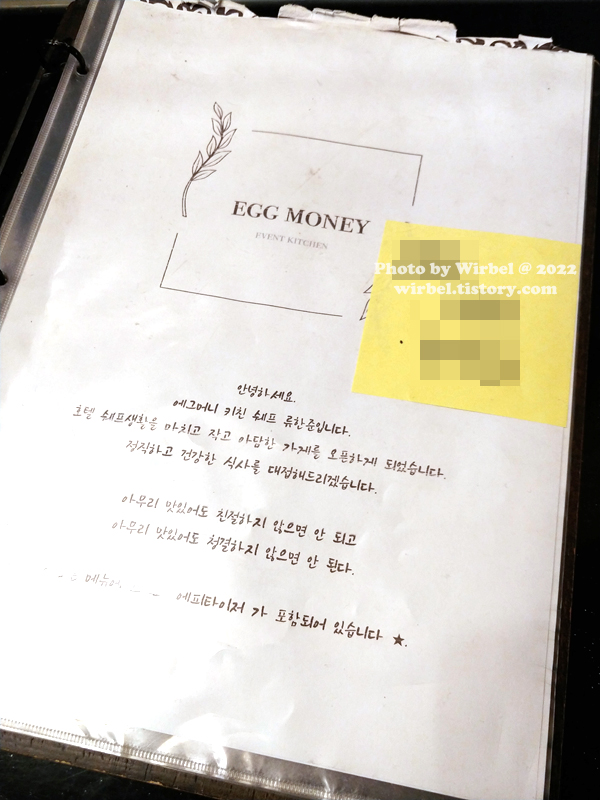 EGG MONEY
EVENT KITCHEN
Photo by Wirbel @ 2022
wirbel.tistory.com
안녕하세요.
에그머니 키친 쉐프 류한준입니다.
호텔 쉐프생활을 마치고 작고 아담한 가게를 오픈하게 되었습니다.
정직하고 건강한 식사를 대접해드리겠습니다.
아무리 맛있어도 친절하지 않으면 안 되고
아무리 맛있어도 청결하지 않으면 안 된다.
메뉴에 에피타이저 가 포함되어 있습니다 ★.